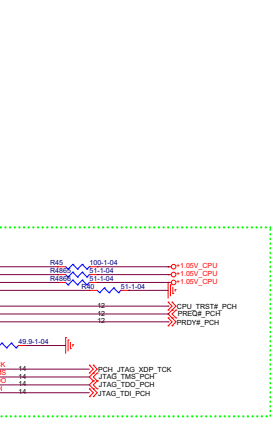 R45 100-1-04 +1.05V_CPU
51-1-04 +1.05V_CPU
51-1-04 +1.05V_CPU
R40 51-1-04
12 CPU_TRST#_PCH
12 PREQ#_PCH
12 PRDY#_PCH
49.9-1-04
14 PCH_JTAG_XDP_TCK
14 JTAG_TMS_PCH
14 JTAG_TDO_PCH
14 JTAG_TDI_PCH